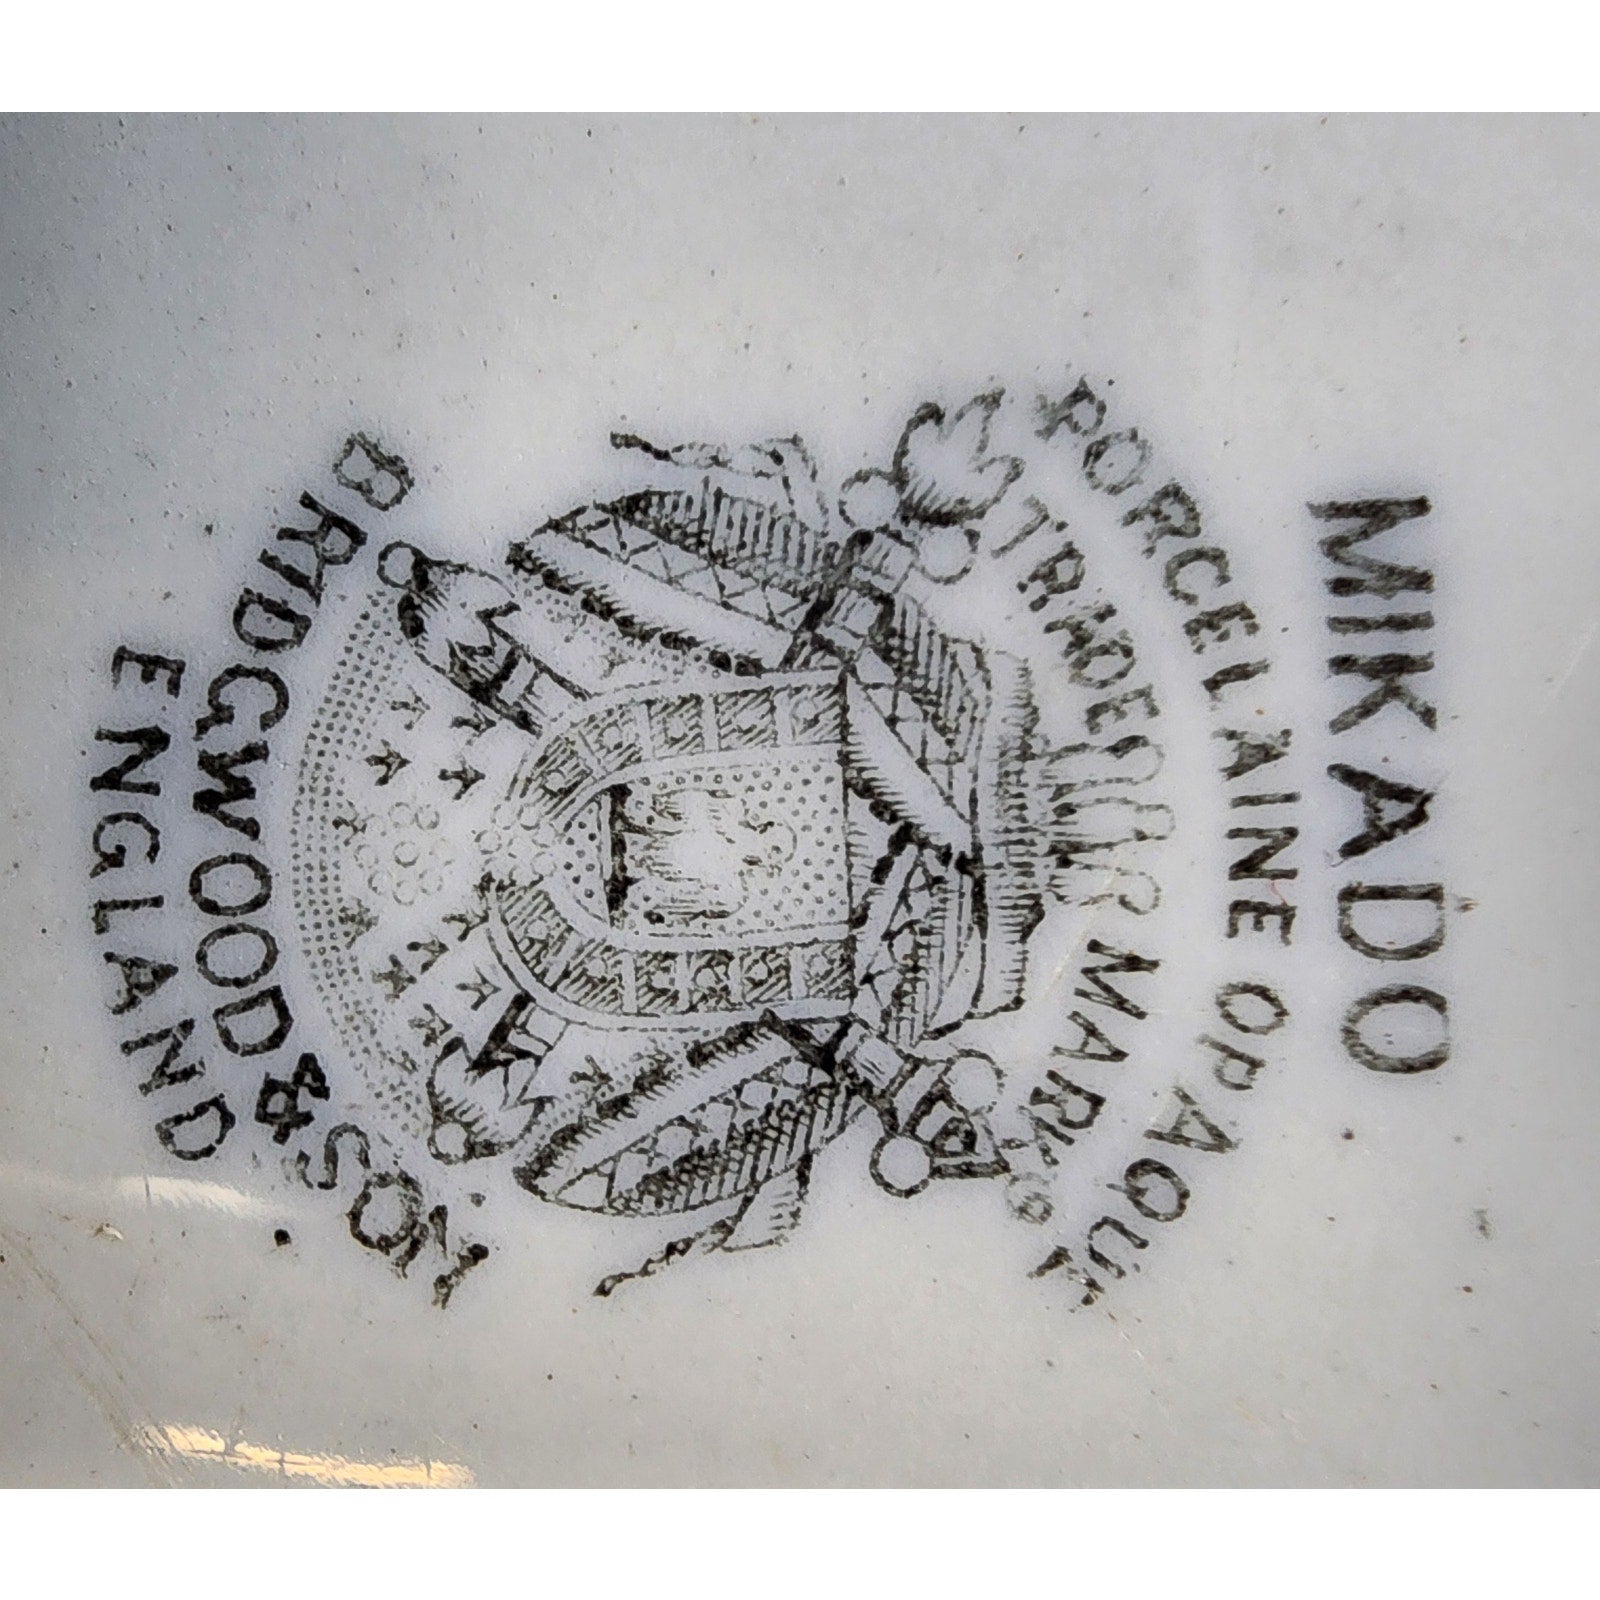 MIKADO
PORCELAINE OPAQUE
TRADE MARK
BRIDGWOOD & SON
ENGLAND